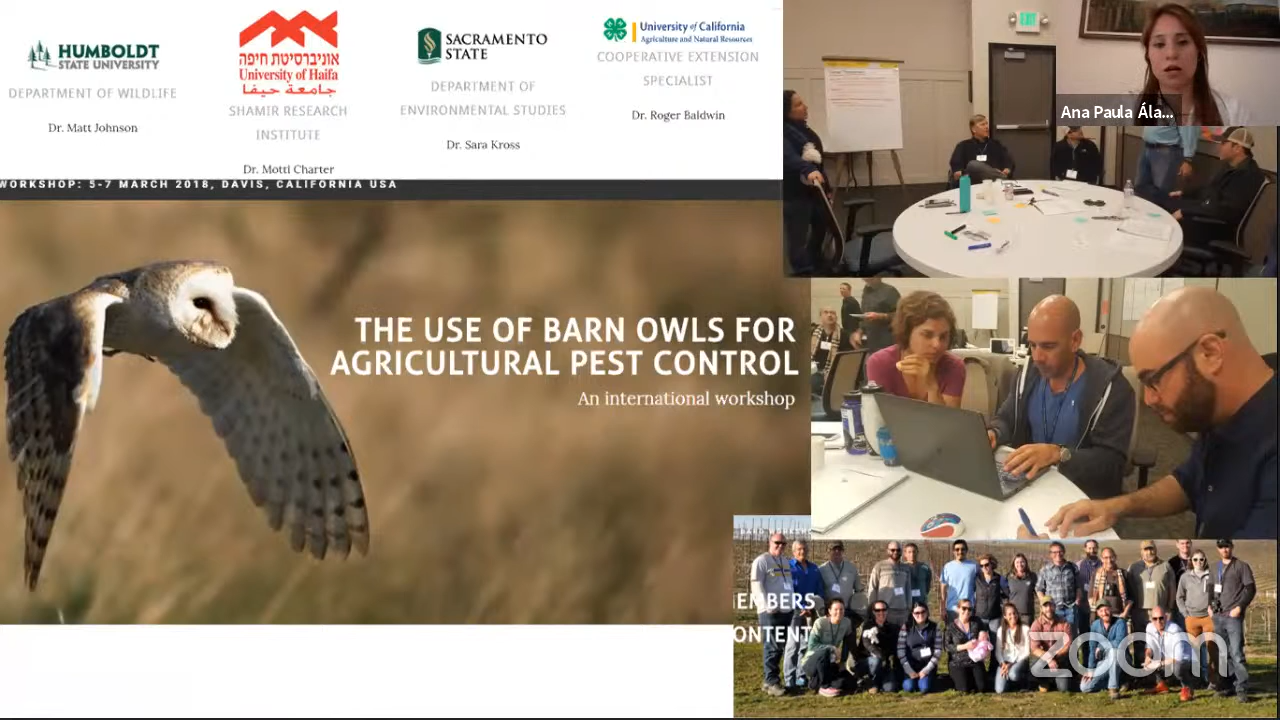 HUMBOLDT
STATE UNIVERSITY
DEPARTMENT OF WILDLIFE
Dr. Matt Johnson
אוניברסיטת חיפה
University of Haifa
جامعة حيفا
SHAMIR RESEARCH
INSTITUTE
Dr. Motti Charter
SACRAMENTO
STATE
DEPARTMENT OF
ENVIRONMENTAL STUDIES
Dr. Sara Kross
University of California
Agriculture and Natural Resources
COOPERATIVE EXTENSION
SPECIALIST
Dr. Roger Baldwin
WORKSHOP: 5-7 MARCH 2018, DAVIS, CALIFORNIA USA
THE USE OF BARN OWLS FOR
AGRICULTURAL PEST CONTROL
An international workshop
EXIT
Ana Paula Ála...
EMBERS
ONTENT
zoom